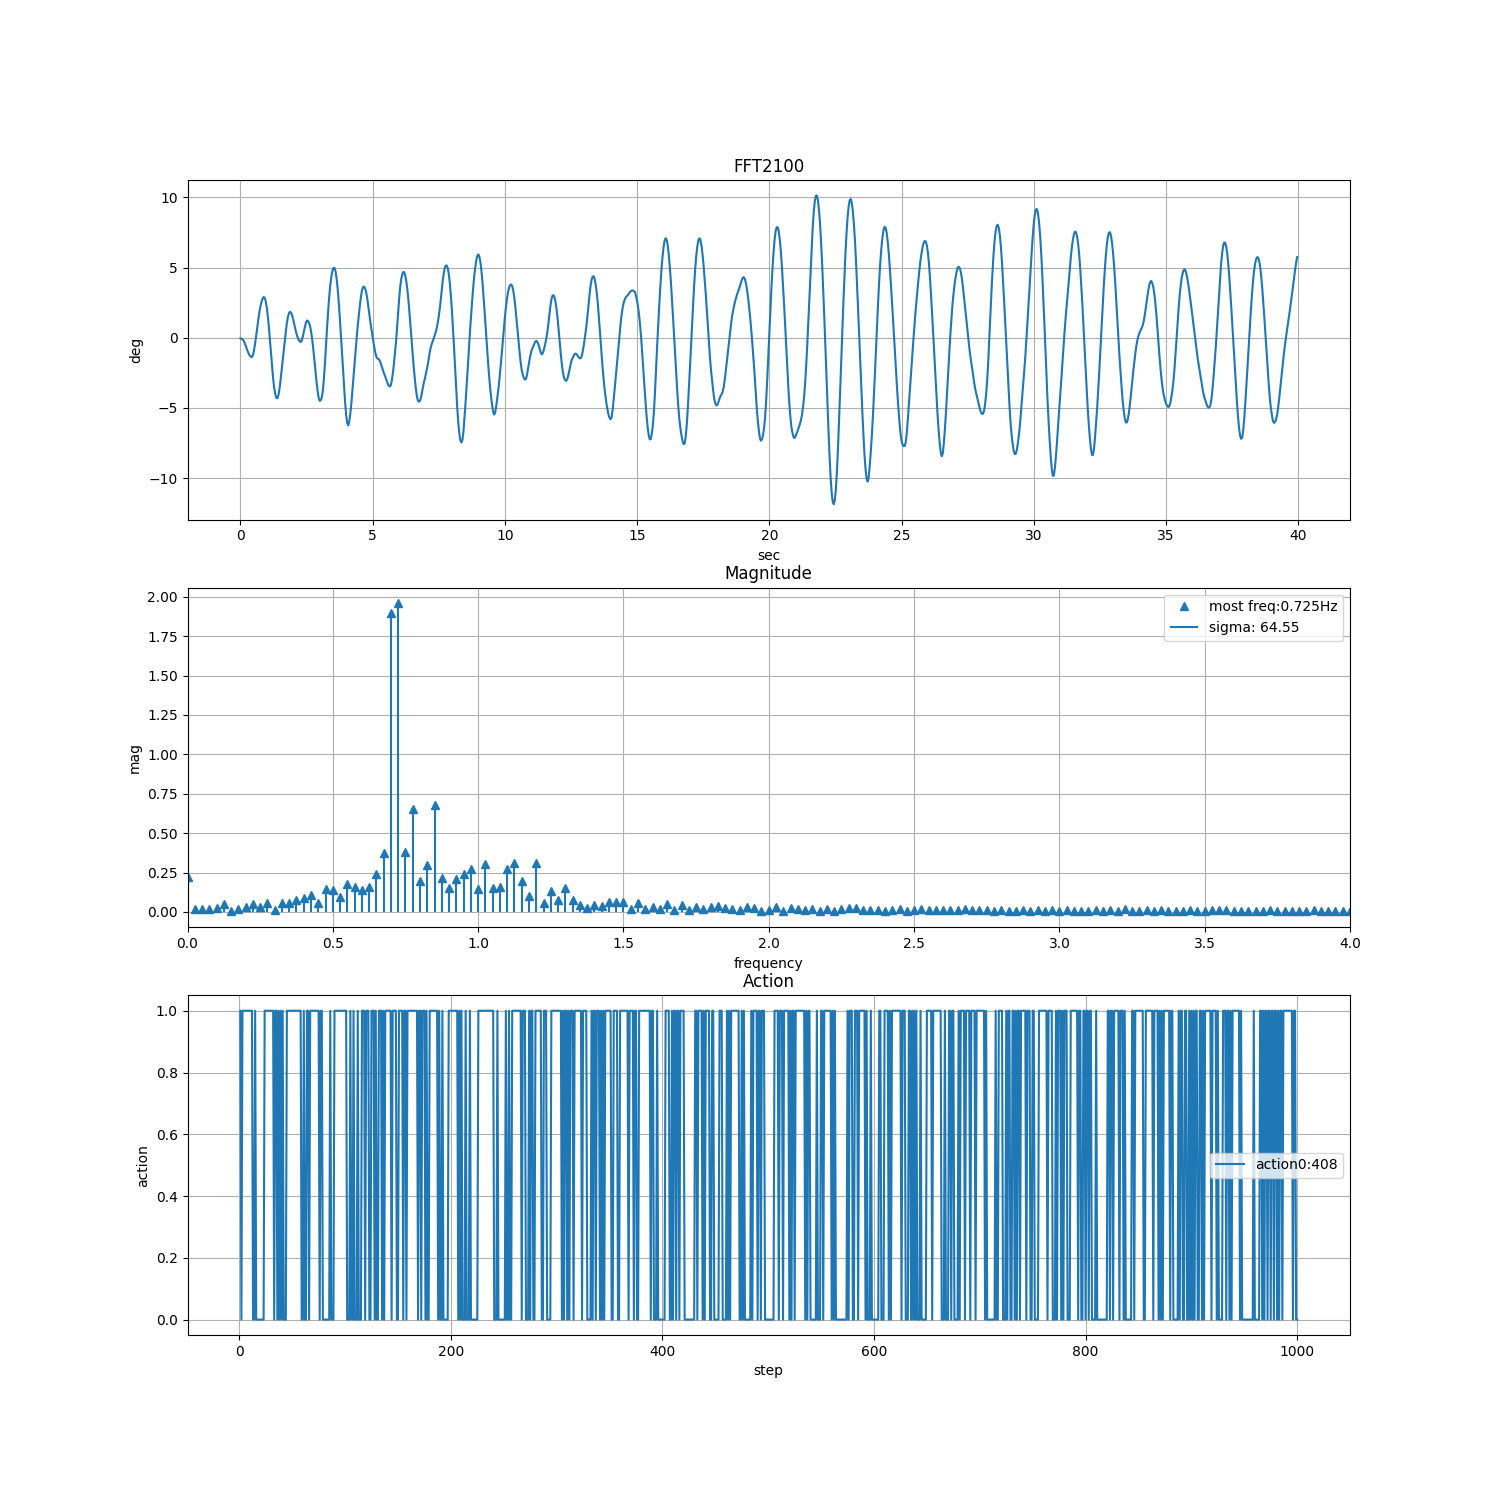 FFT2100
10
5
0
−5
−10
deg
0 5 10 15 20 25 30 35 40
sec
Magnitude
2.00
1.75
1.50
1.25
1.00
0.75
0.50
0.25
0.00
mag
most freq:0.725Hz
sigma: 64.55
0.0 0.5 1.0 1.5 2.0 2.5 3.0 3.5 4.0
frequency
Action
1.0
0.8
0.6
0.4
0.2
0.0
action
action0:408
0 200 400 600 800 1000
step